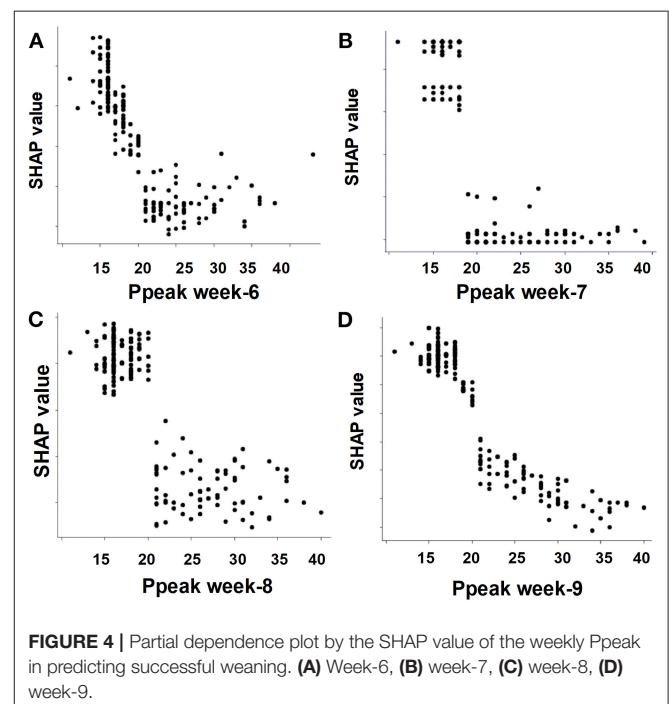 A
B
SHAP value
SHAP value
15 20 25 30 35 40
15 20 25 30 35 40
Ppeak week-6
Ppeak week-7
C
D
SHAP value
SHAP value
15 20 25 30 35 40
15 20 25 30 35 40
Ppeak week-8
Ppeak week-9
FIGURE 4 | Partial dependence plot by the SHAP value of the weekly Ppeak
in predicting successful weaning. (A) Week-6, (B) week-7, (C) week-8, (D)
week-9.